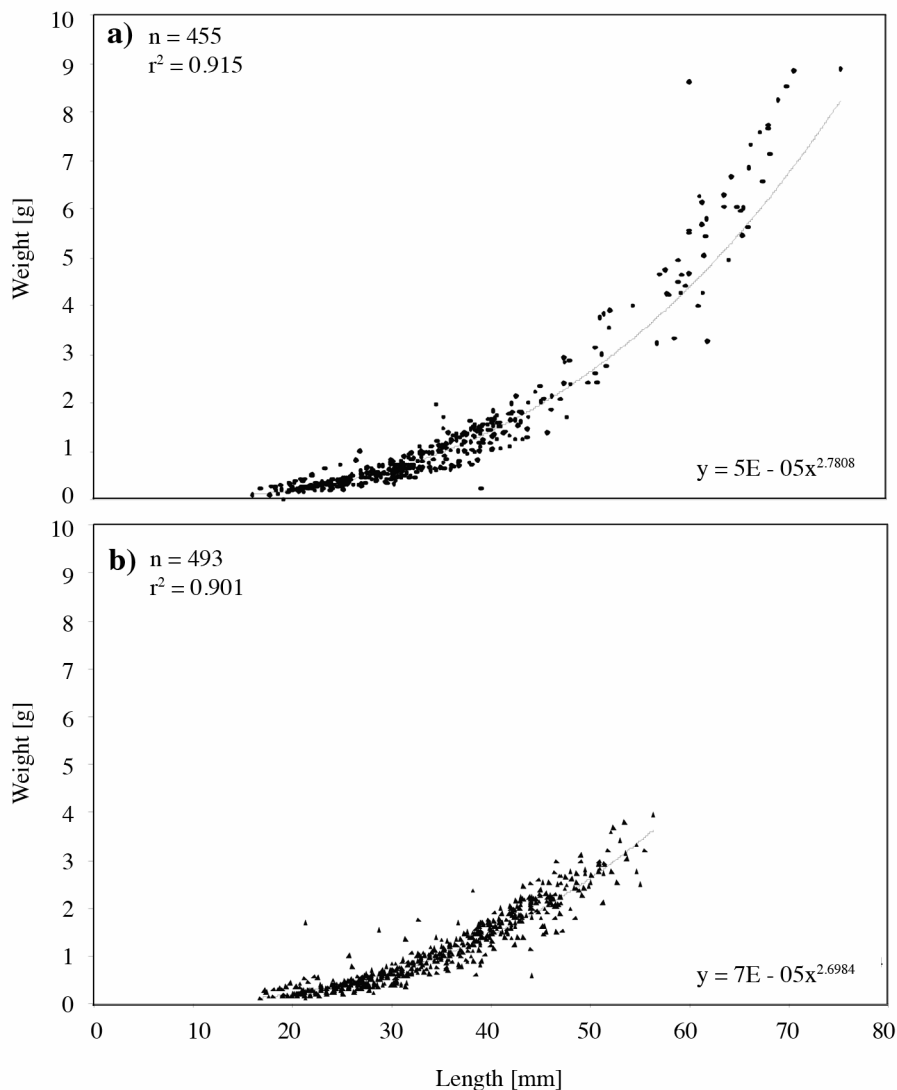 a) n = 455
r² = 0.915
10
9
8
7
6
5
4
3
2
1
0
Weight [g]
y = 5E - 05x^2.7808
b) n = 493
r² = 0.901
10
9
8
7
6
5
4
3
2
1
0
Weight [g]
y = 7E - 05x^2.6984
0 10 20 30 40 50 60 70 80
Length [mm]